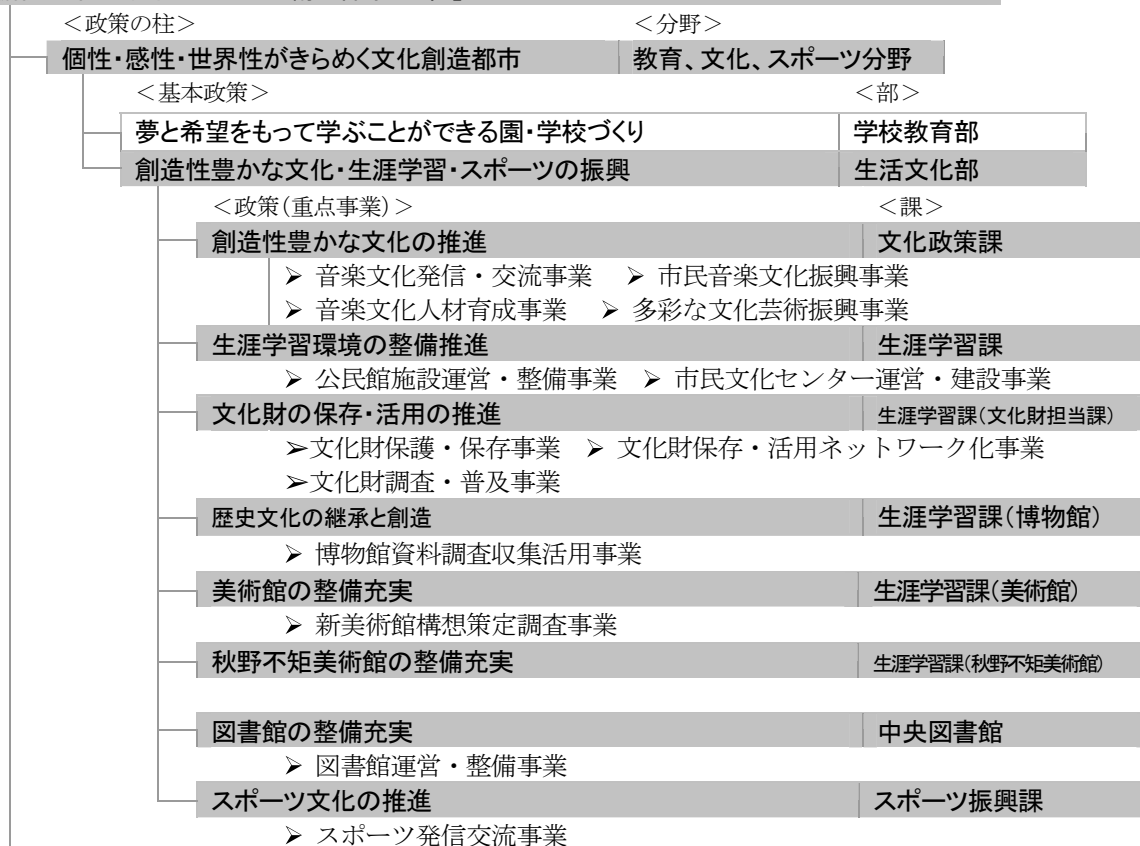 ＜政策の柱＞ ＜分野＞
個性・感性・世界性がきらめく文化創造都市 教育、文化、スポーツ分野
＜基本政策＞ ＜部＞
夢と希望をもって学ぶことができる園・学校づくり 学校教育部
創造性豊かな文化・生涯学習・スポーツの振興 生活文化部
＜政策(重点事業)＞ ＜課＞
創造性豊かな文化の推進 文化政策課
➢ 音楽文化発信・交流事業 ➢ 市民音楽文化振興事業
➢ 音楽文化人材育成事業 ➢ 多彩な文化芸術振興事業
生涯学習環境の整備推進 生涯学習課
➢ 公民館施設運営・整備事業 ➢ 市民文化センター運営・建設事業
文化財の保存・活用の推進 生涯学習課(文化財担当課)
➢文化財保護・保存事業 ➢ 文化財保存・活用ネットワーク化事業
➢文化財調査・普及事業
歴史文化の継承と創造 生涯学習課(博物館)
➢ 博物館資料調査収集活用事業
美術館の整備充実 生涯学習課(美術館)
➢ 新美術館構想策定調査事業
秋野不矩美術館の整備充実 生涯学習課(秋野不矩美術館)
図書館の整備充実 中央図書館
➢ 図書館運営・整備事業
スポーツ文化の推進 スポーツ振興課
➢ スポーツ発信交流事業